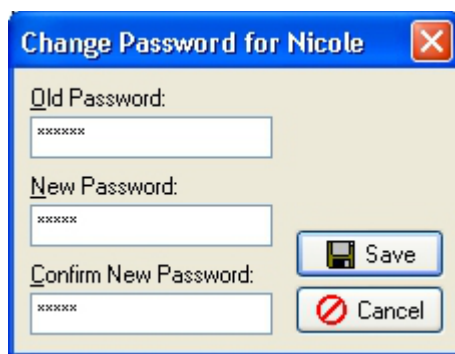 Change Password for Nicole
Old Password:
××××××
New Password:
×××××
Confirm New Password:
×××××
Save
Cancel